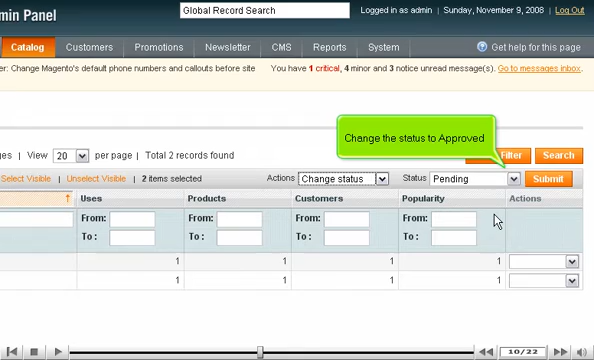 min Panel
Global Record Search
Logged in as admin | Sunday, November 9, 2008 | Log Out
Catalog Customers Promotions Newsletter CMS Reports System Get help for this page
er: Change Magento's default phone numbers and callouts before site You have 1 critical, 4 minor and 3 notice unread message(s). Go to messages inbox.
Change the status to Approved
ges | View 20 per page | Total 2 records found Filter Search
Select Visible | Unselect Visible | 2 items selected Actions Change status Status Pending Submit
Uses Products Customers Popularity Actions
From: From: From: From:
To : To : To : To :
1 1 1 1
1 1 1 1
10/22